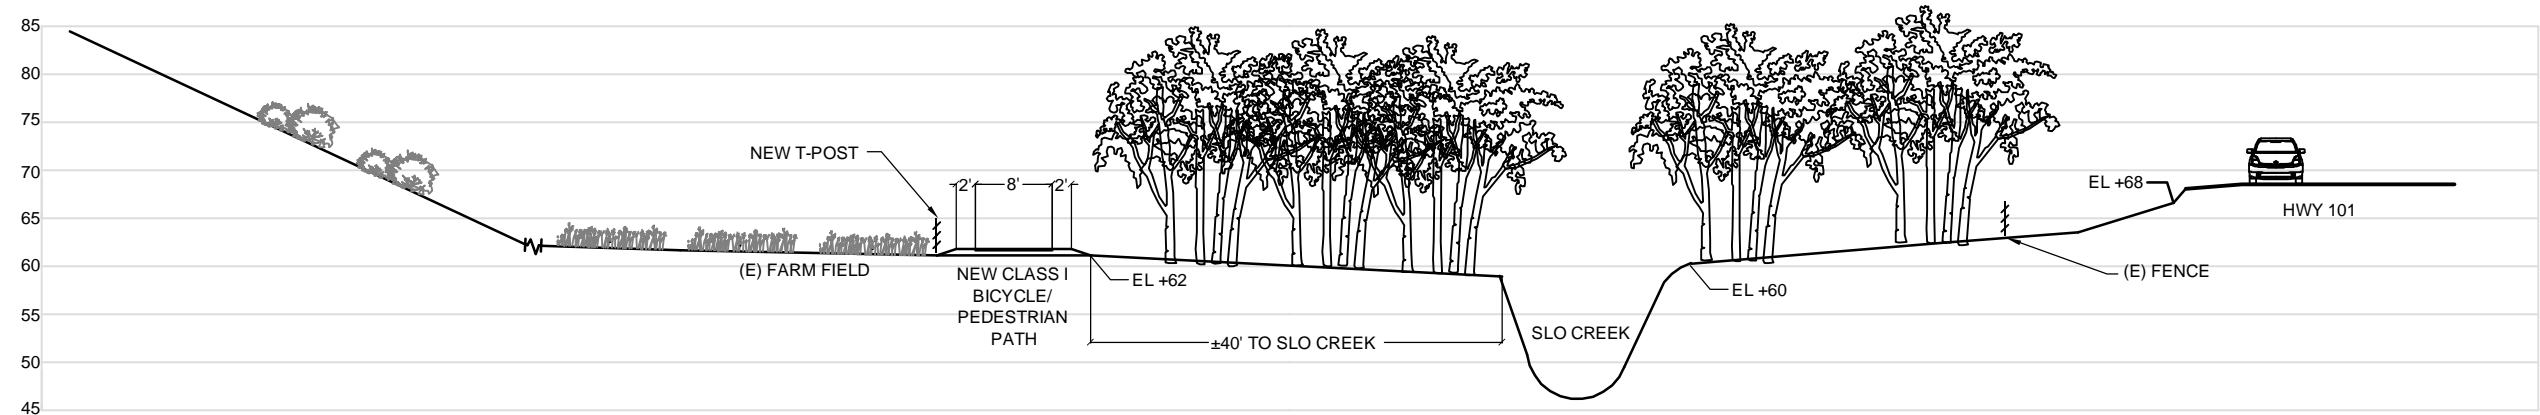 85
80
75
70
65
60
55
50
45
NEW T-POST
2' 8' 2'
(E) FARM FIELD
NEW CLASS I
BICYCLE/
PEDESTRIAN
PATH
EL +62
±40' TO SLO CREEK
SLO CREEK
EL +60
EL +68
HWY 101
(E) FENCE